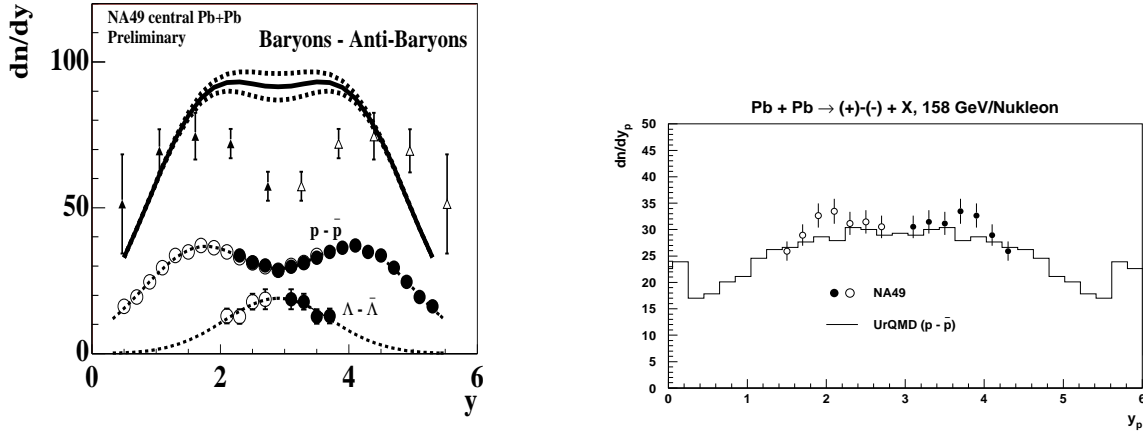 NA49 central Pb+Pb
Preliminary
Baryons - Anti-Baryons
dn/dy
100
50
0
p - p̄
Λ - Λ̄
0 2 4 6
y
Pb + Pb → (+)-(-) + X, 158 GeV/Nukleon
dn/dyₚ
50
45
40
35
30
25
20
15
10
5
0
NA49
UrQMD (p - p̄)
0 1 2 3 4 5 6
yₚ